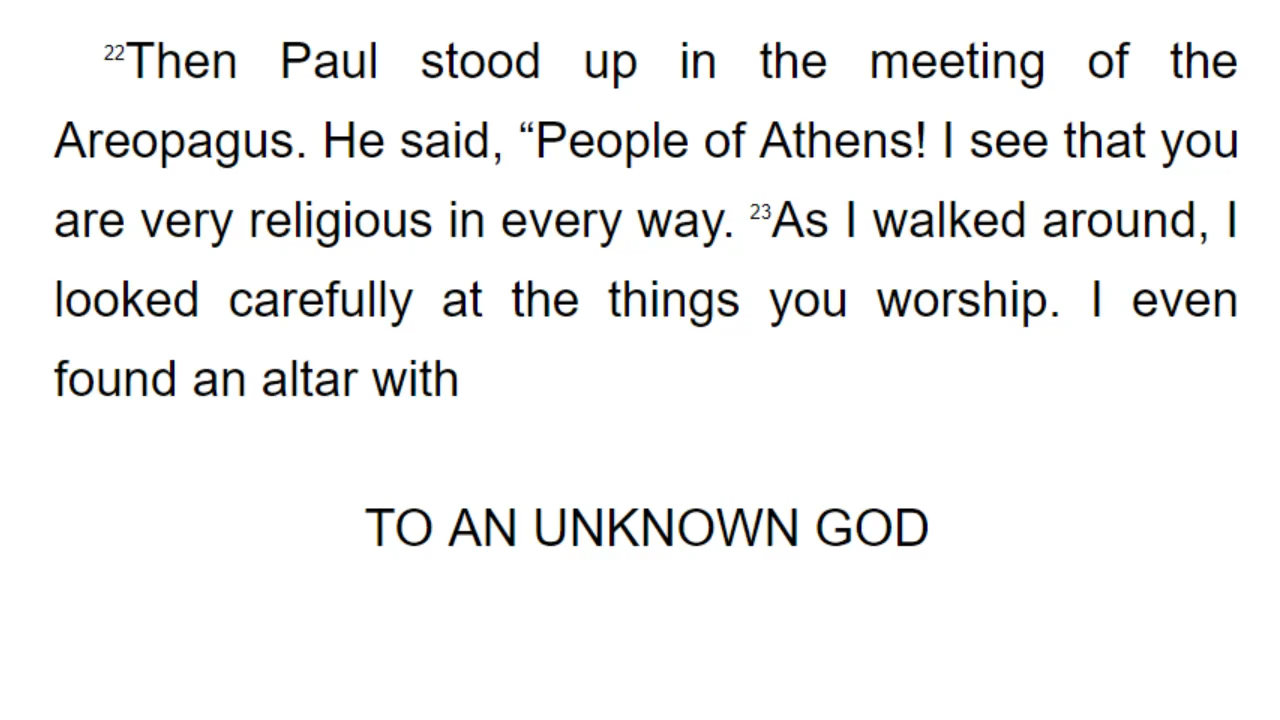 22Then Paul stood up in the meeting of the
Areopagus. He said, “People of Athens! I see that you
are very religious in every way. 23As I walked around, I
looked carefully at the things you worship. I even
found an altar with
TO AN UNKNOWN GOD